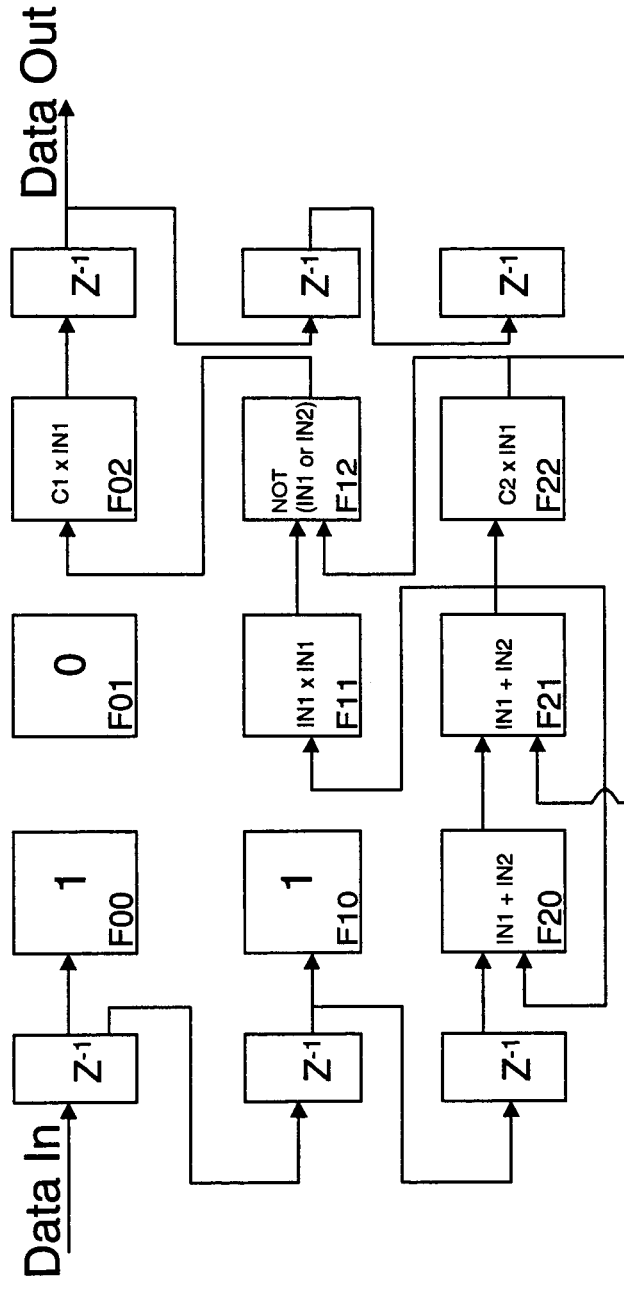 Data In
Z-1
1
F00
0
F01
C1 x IN1
F02
Z-1
Data Out
Z-1
1
F10
IN1 x IN1
F11
NOT
(IN1 or IN2)
F12
Z-1
Z-1
IN1 + IN2
F20
IN1 + IN2
F21
C2 x IN1
F22
Z-1